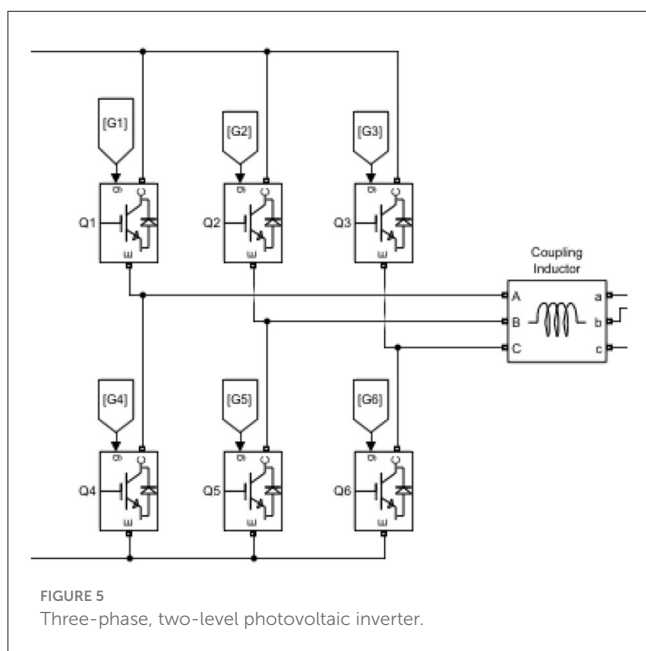 [G1]
[G2]
[G3]
g
C
g
C
g
C
Q1
Q2
Q3
E
E
E
Coupling
Inductor
A
a
B
b
C
c
[G4]
[G5]
[G6]
g
C
g
C
g
C
Q4
Q5
Q6
E
E
E
FIGURE 5
Three-phase, two-level photovoltaic inverter.